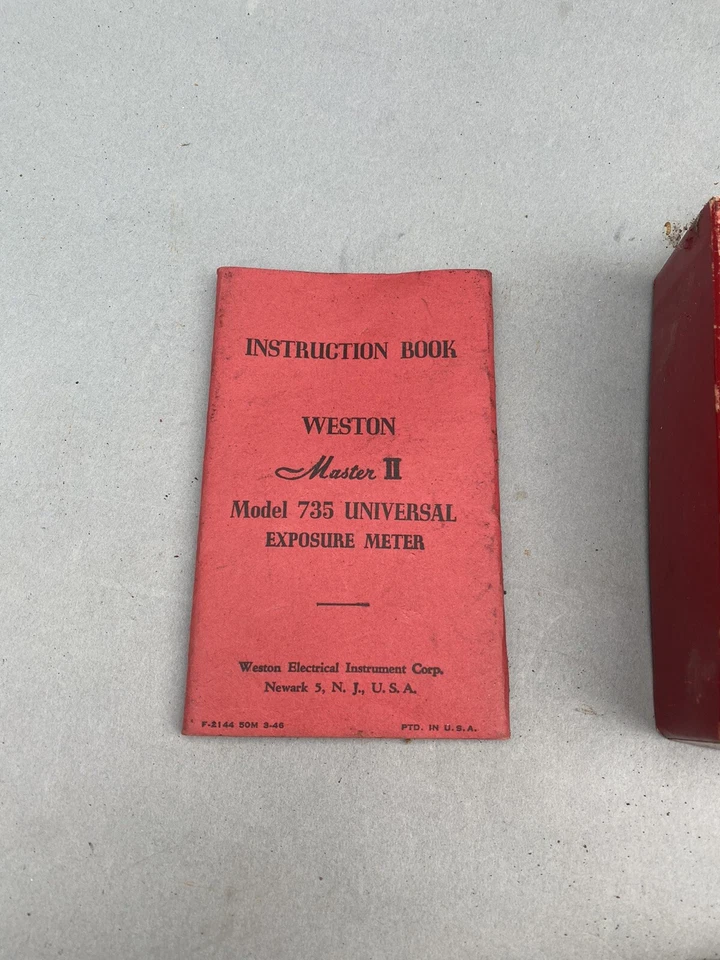 INSTRUCTION BOOK
WESTON
Master II
Model 735 UNIVERSAL
EXPOSURE METER
Weston Electrical Instrument Corp.
Newark 5, N. J., U. S. A.
F-2144 50M 3-46 PTD. IN U.S.A.